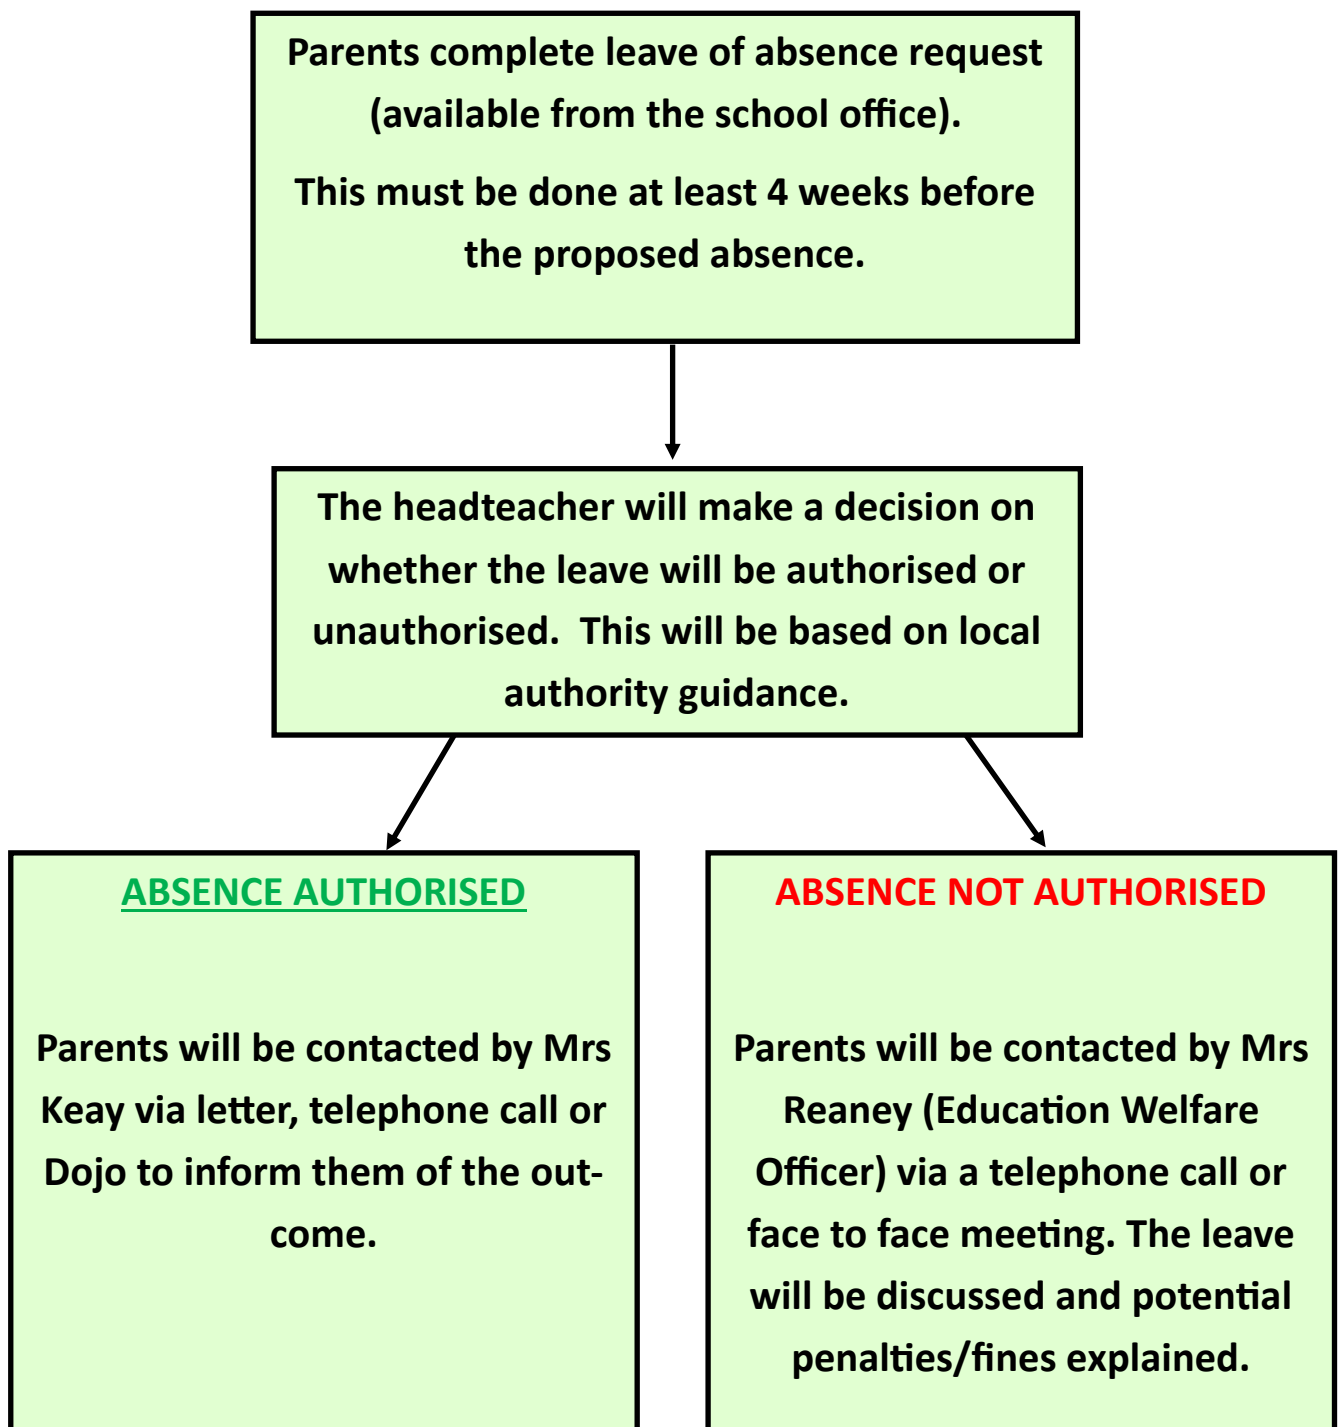 Parents complete leave of absence request
(available from the school office).
This must be done at least 4 weeks before
the proposed absence.
The headteacher will make a decision on
whether the leave will be authorised or
unauthorised.  This will be based on local
authority guidance.
ABSENCE AUTHORISED
Parents will be contacted by Mrs
Keay via letter, telephone call or
Dojo to inform them of the out-
come.
ABSENCE NOT AUTHORISED
Parents will be contacted by Mrs
Reaney (Education Welfare
Officer) via a telephone call or
face to face meeting. The leave
will be discussed and potential
penalties/fines explained.